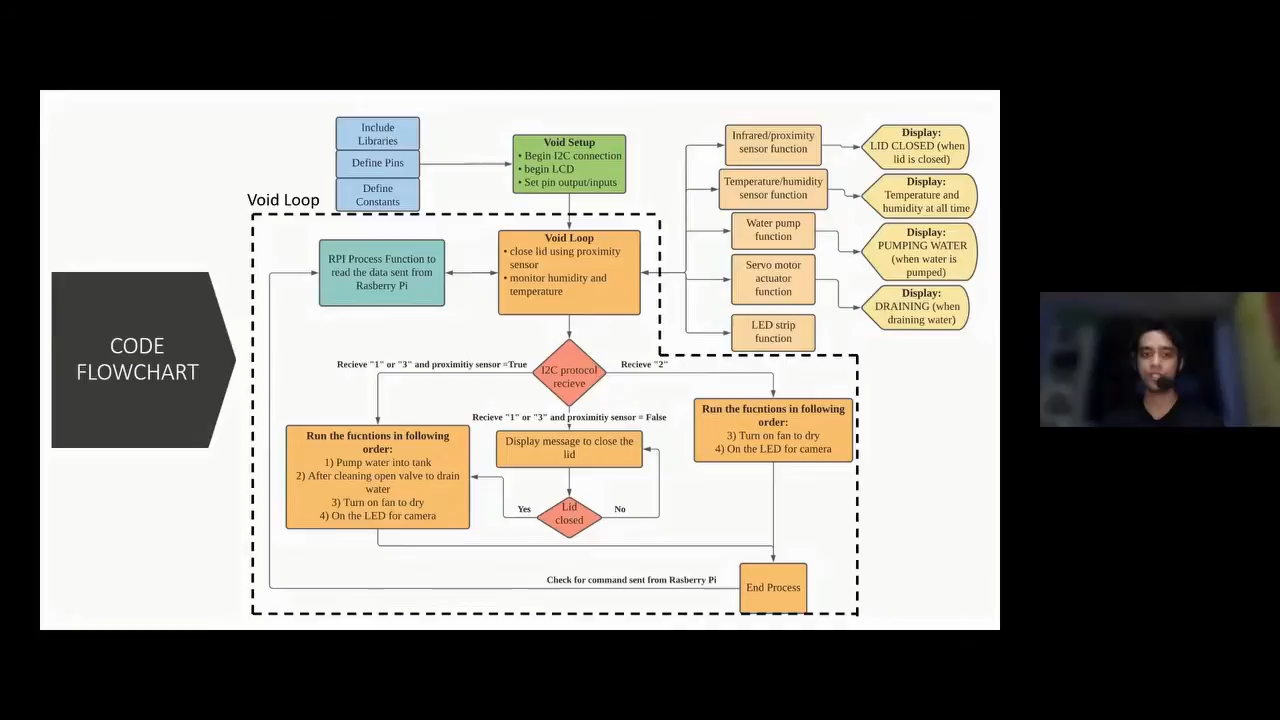 CODE
FLOWCHART
Void Loop
Include
Libraries
Define Pins
Define
Constants
Void Setup
• Begin I2C connection
• begin LCD
• Set pin output/inputs
RPI Process Function to
read the data sent from
Rasberry Pi
Void Loop
• close lid using proximity
sensor
• monitor humidity and
temperature
Infrared/proximity
sensor function
Temperature/humidity
sensor function
Water pump
function
Servo motor
actuator
function
LED strip
function
Display:
LID CLOSED (when
lid is closed)
Display:
Temperature and
humidity at all time
Display:
PUMPING WATER
(when water is
pumped)
Display:
DRAINING (when
draining water)
I2C protocol
recieve
Recieve "1" or "3" and proximitiy sensor =True
Recieve "2"
Recieve "1" or "3" and proximitiy sensor = False
Run the fucntions in following
order:
1) Pump water into tank
2) After cleaning open valve to drain
water
3) Turn on fan to dry
4) On the LED for camera
Display message to close the
lid
Lid
closed
Yes
No
Run the fucntions in following
order:
3) Turn on fan to dry
4) On the LED for camera
Check for command sent from Rasberry Pi
End Process